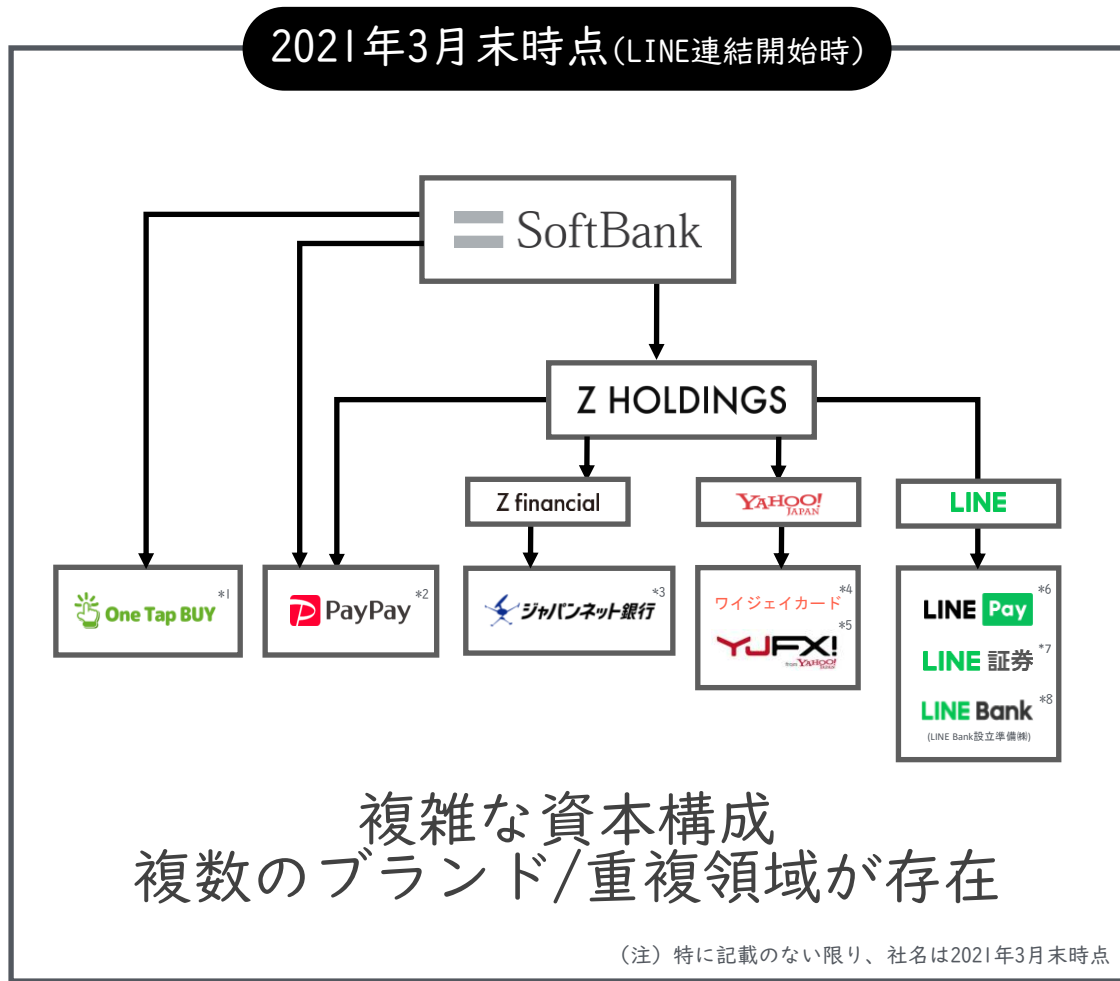 2021年3月末時点(LINE連結開始時)
SoftBank
Z HOLDINGS
Z financial
YAHOO! JAPAN
LINE
One Tap BUY *1
PayPay *2
ジャパンネット銀行 *3
ワイジェイカード *4
YJFX! *5
from YAHOO! JAPAN
LINE Pay *6
LINE 証券 *7
LINE Bank *8
(LINE Bank設立準備㈱)
複雑な資本構成
複数のブランド/重複領域が存在
（注）特に記載のない限り、社名は2021年3月末時点